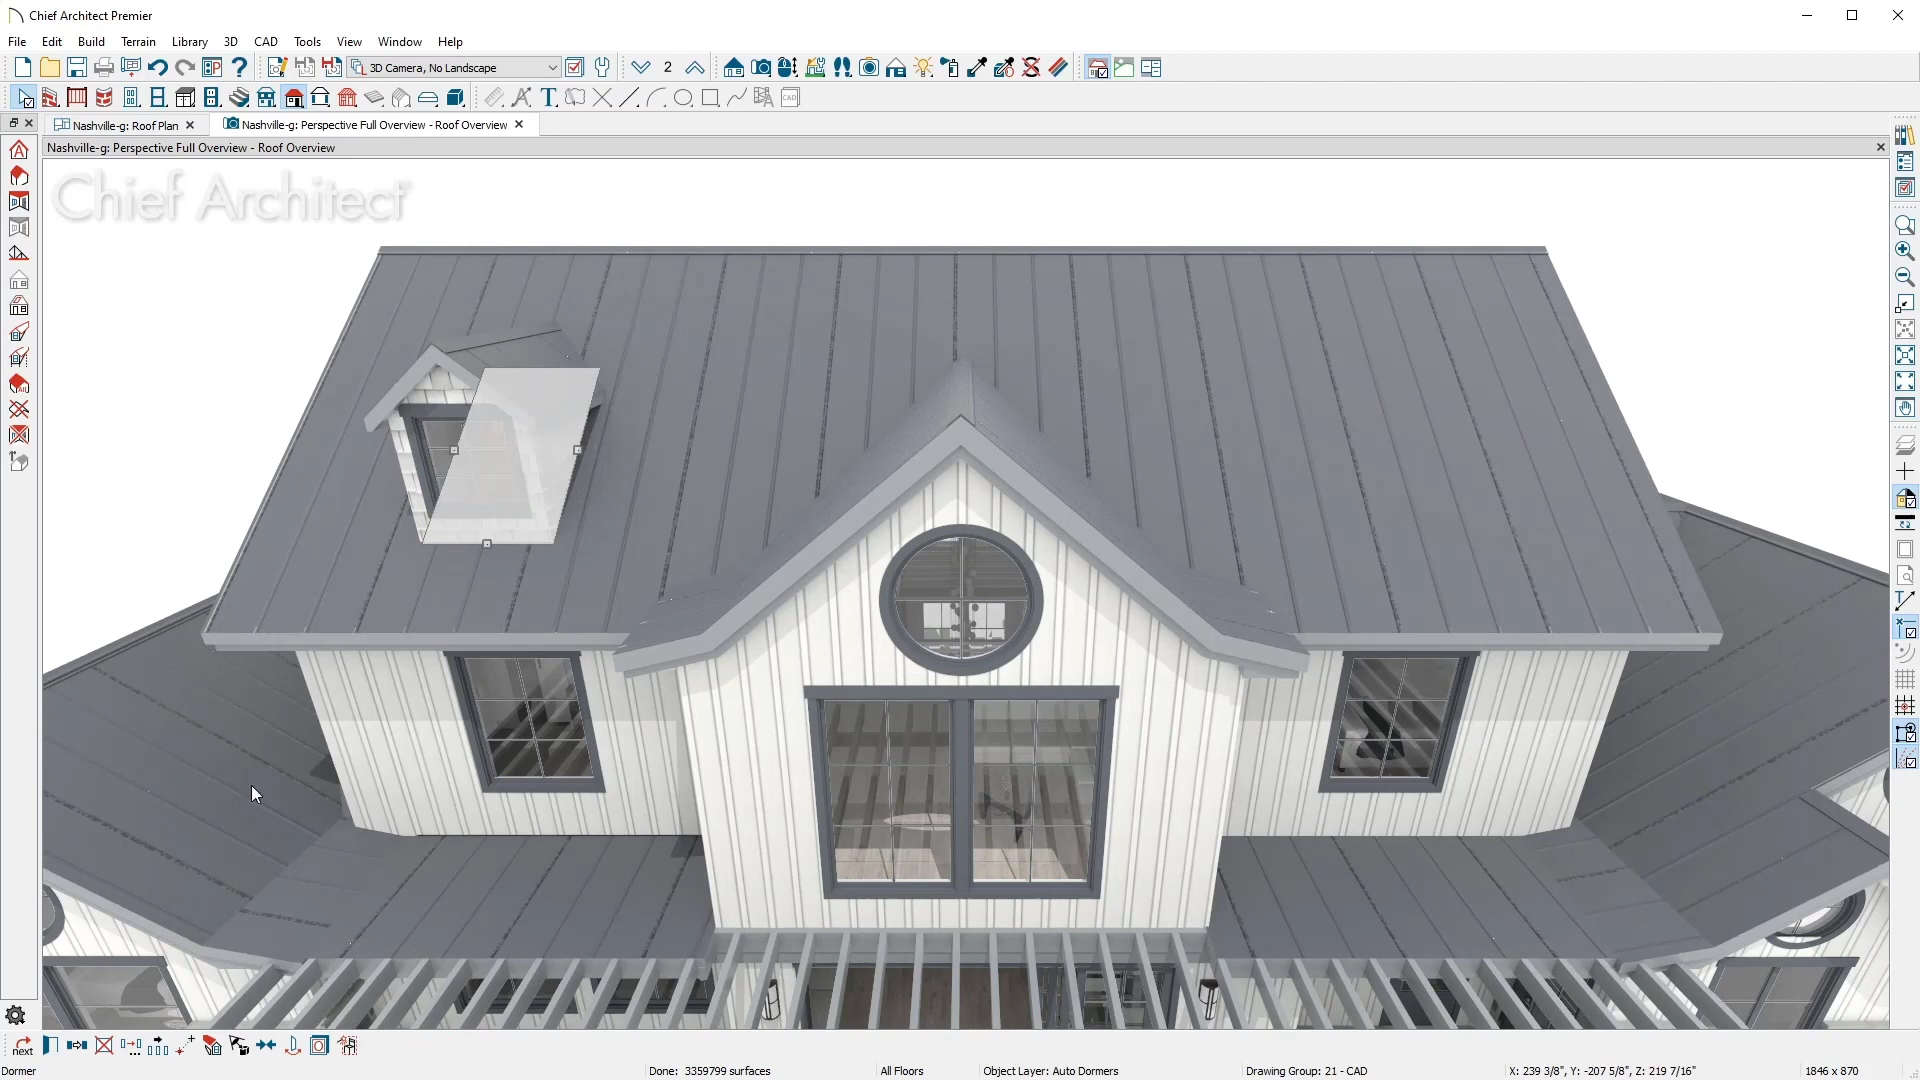 Chief Architect Premier
File Edit Build Terrain Library 3D CAD Tools View Window Help
3D Camera, No Landscape
2
Nashville-g: Roof Plan
Nashville-g: Perspective Full Overview - Roof Overview
Nashville-g: Perspective Full Overview - Roof Overview
Chief Architect
next
Dormer
Done: 3359799 surfaces
All Floors
Object Layer: Auto Dormers
Drawing Group: 21 - CAD
X: 239 3/8", Y: -207 5/8", Z: 219 7/16"
1846 x 870